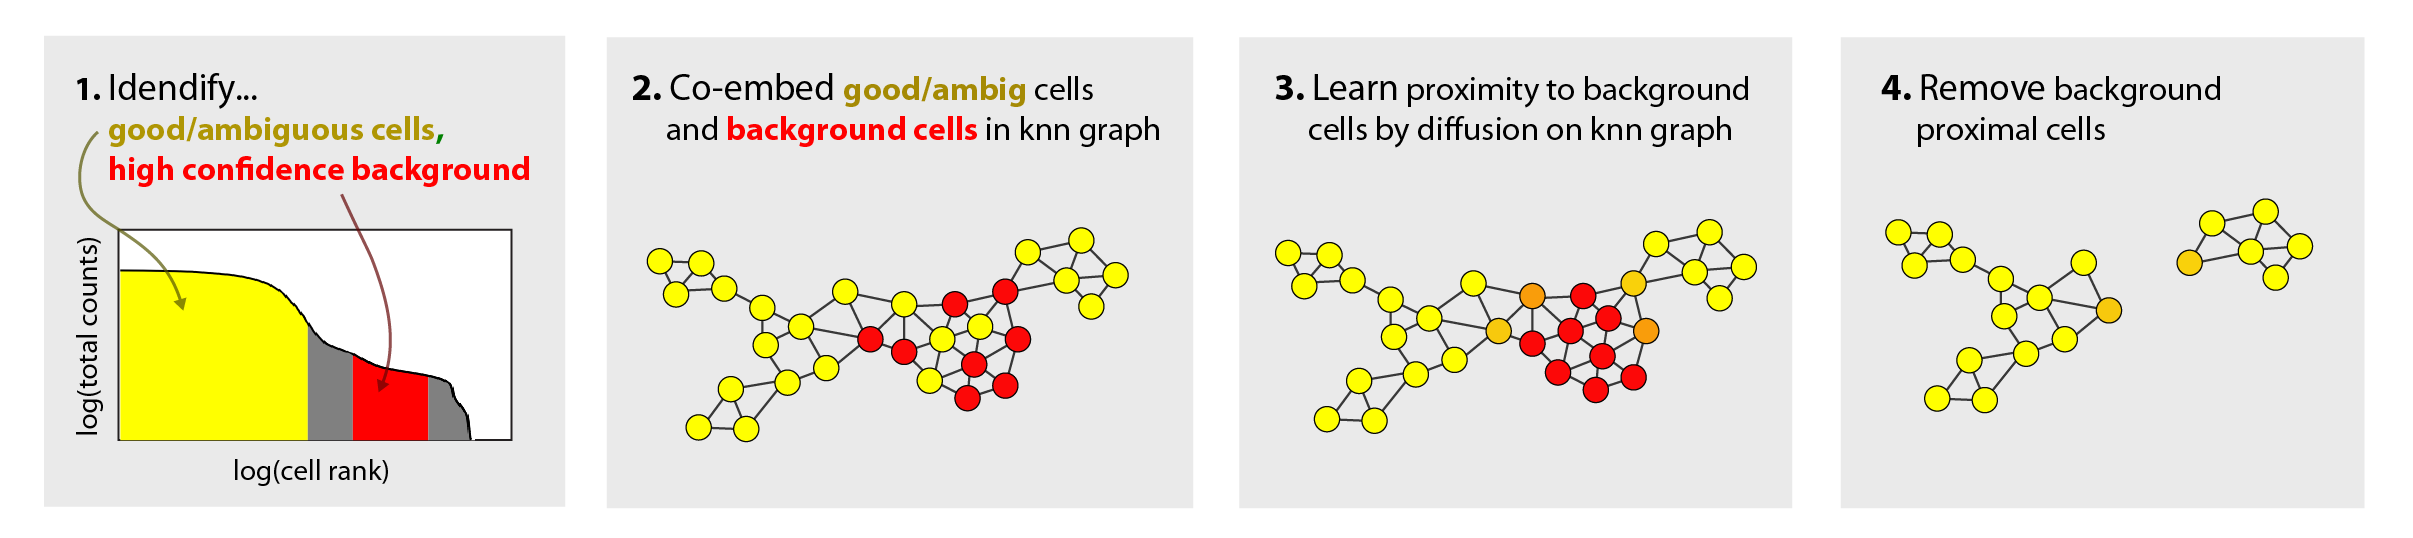 1. Idendify...
good/ambiguous cells,
high confidence background
log(total counts)
log(cell rank)
2. Co-embed good/ambig cells
and background cells in knn graph
3. Learn proximity to background
cells by diffusion on knn graph
4. Remove background
proximal cells